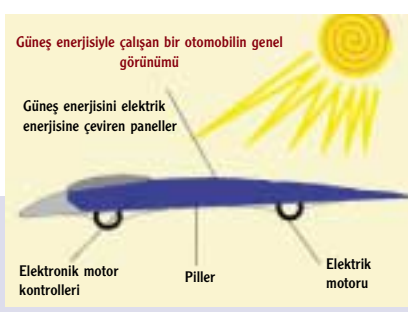 Güneş enerjisiyle çalışan bir otomobilin genel
görünümü
Güneş enerjisini elektrik
enerjisine çeviren paneller
Elektronik motor
kontrolleri
Piller
Elektrik
motoru